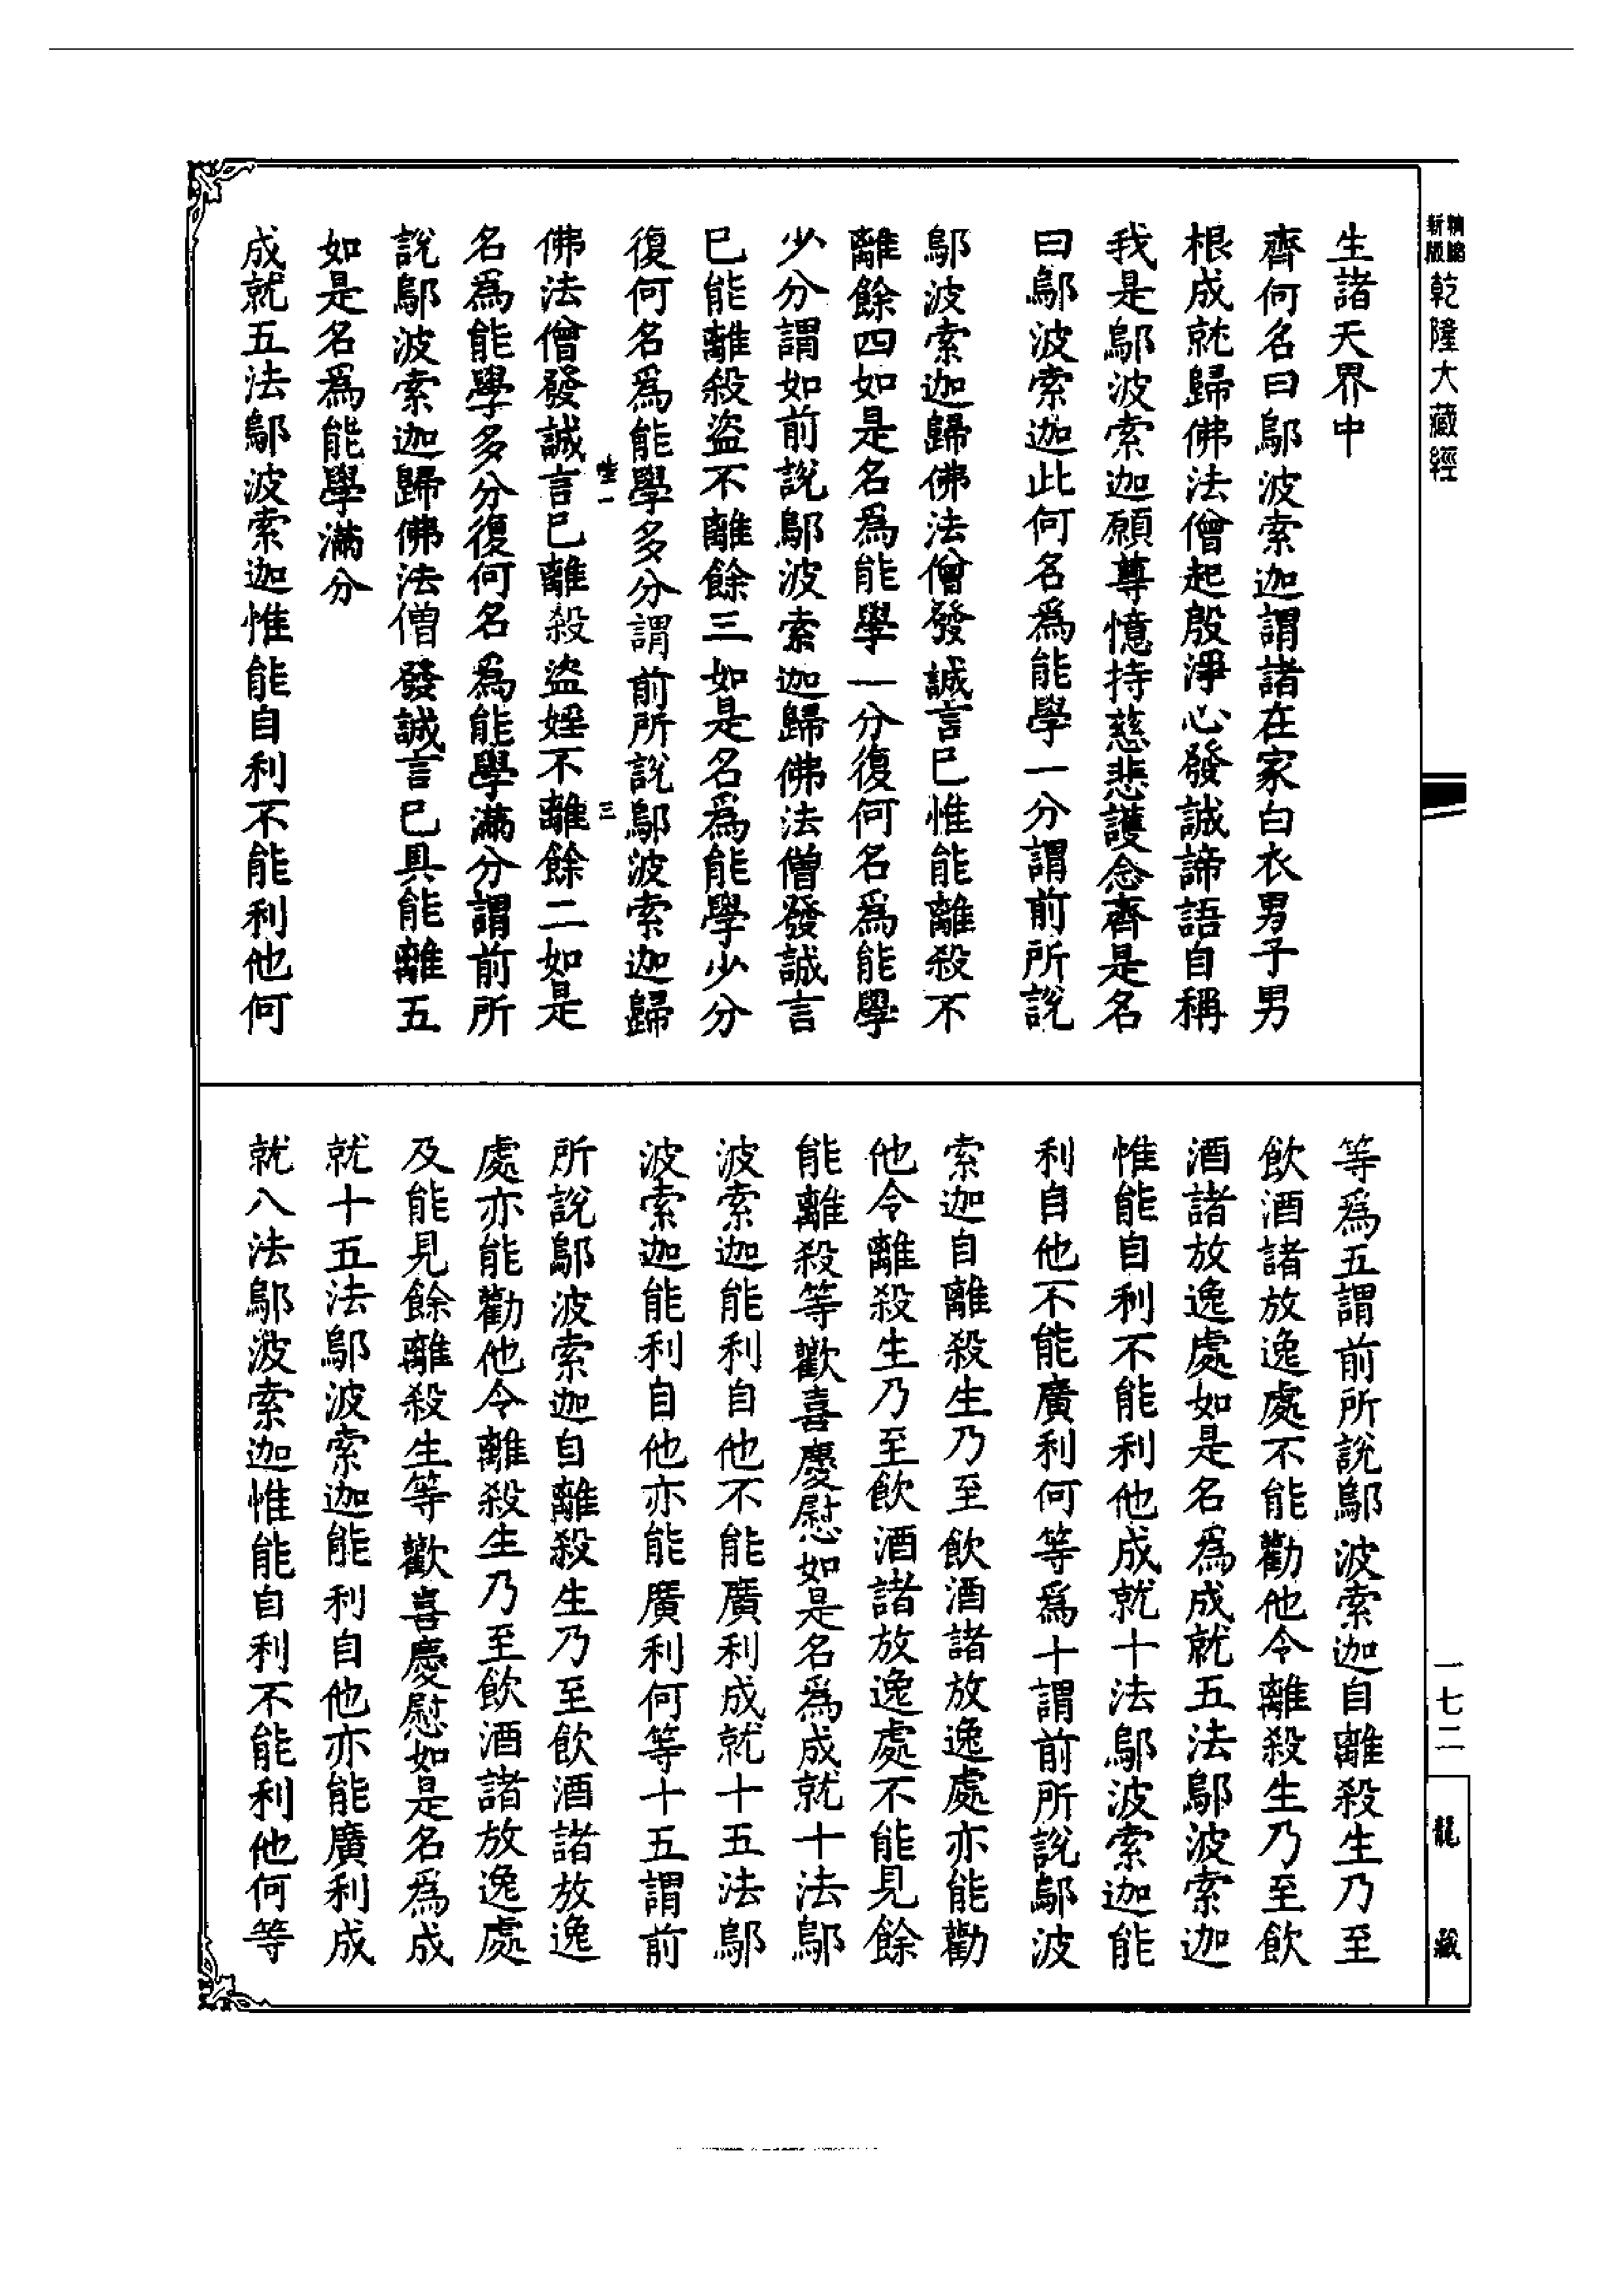 新版
精縮
乾隆大藏經
生諸天界中
齊何名曰鄔波索迦謂諸在家白衣男子男
根成就歸佛法僧起殷淨心發誠諦語自稱
我是鄔波索迦願尊憶持慈悲護念齊是名
曰鄔波索迦此何名爲能學一分謂前所說
鄔波索迦歸佛法僧發誠言已惟能離殺不
離餘四如是名爲能學一分復何名爲能學
少分謂如前說鄔波索迦歸佛法僧發誠言
已能離殺盜不離餘三如是名爲能學少分
復何名爲能學多分謂前所說鄔波索迦歸
三
佛法僧發誠言已離殺盜婬不離餘二如是
名爲能學多分復何名爲能學滿分謂前所
說鄔波索迦歸佛法僧發誠言已具能離五
如是名爲能學滿分
成就五法鄔波索迦惟能自利不能利他何
等爲五謂前所說鄔波索迦自離殺生乃至
飲酒諸放逸處不能勸他令離殺生乃至飲
酒諸放逸處如是名爲成就五法鄔波索迦
惟能自利不能利他成就十法鄔波索迦能
利自他不能廣利何等爲十謂前所說鄔波
索迦自離殺生乃至飲酒諸放逸處亦能勸
他令離殺生乃至飲酒諸放逸處不能見餘
能離殺等歡喜慶慰如是名爲成就十法鄔
波索迦能利自他不能廣利成就十五法鄔
波索迦能利自他亦能廣利何等十五謂前
所說鄔波索迦自離殺生乃至飲酒諸放逸
處亦能勸他令離殺生乃至飲酒諸放逸處
及能見餘離殺生等歡喜慶慰如是名爲成
就十五法鄔波索迦能利自他亦能廣利成
就八法鄔波索迦惟能自利不能利他何等
一七二
龍藏